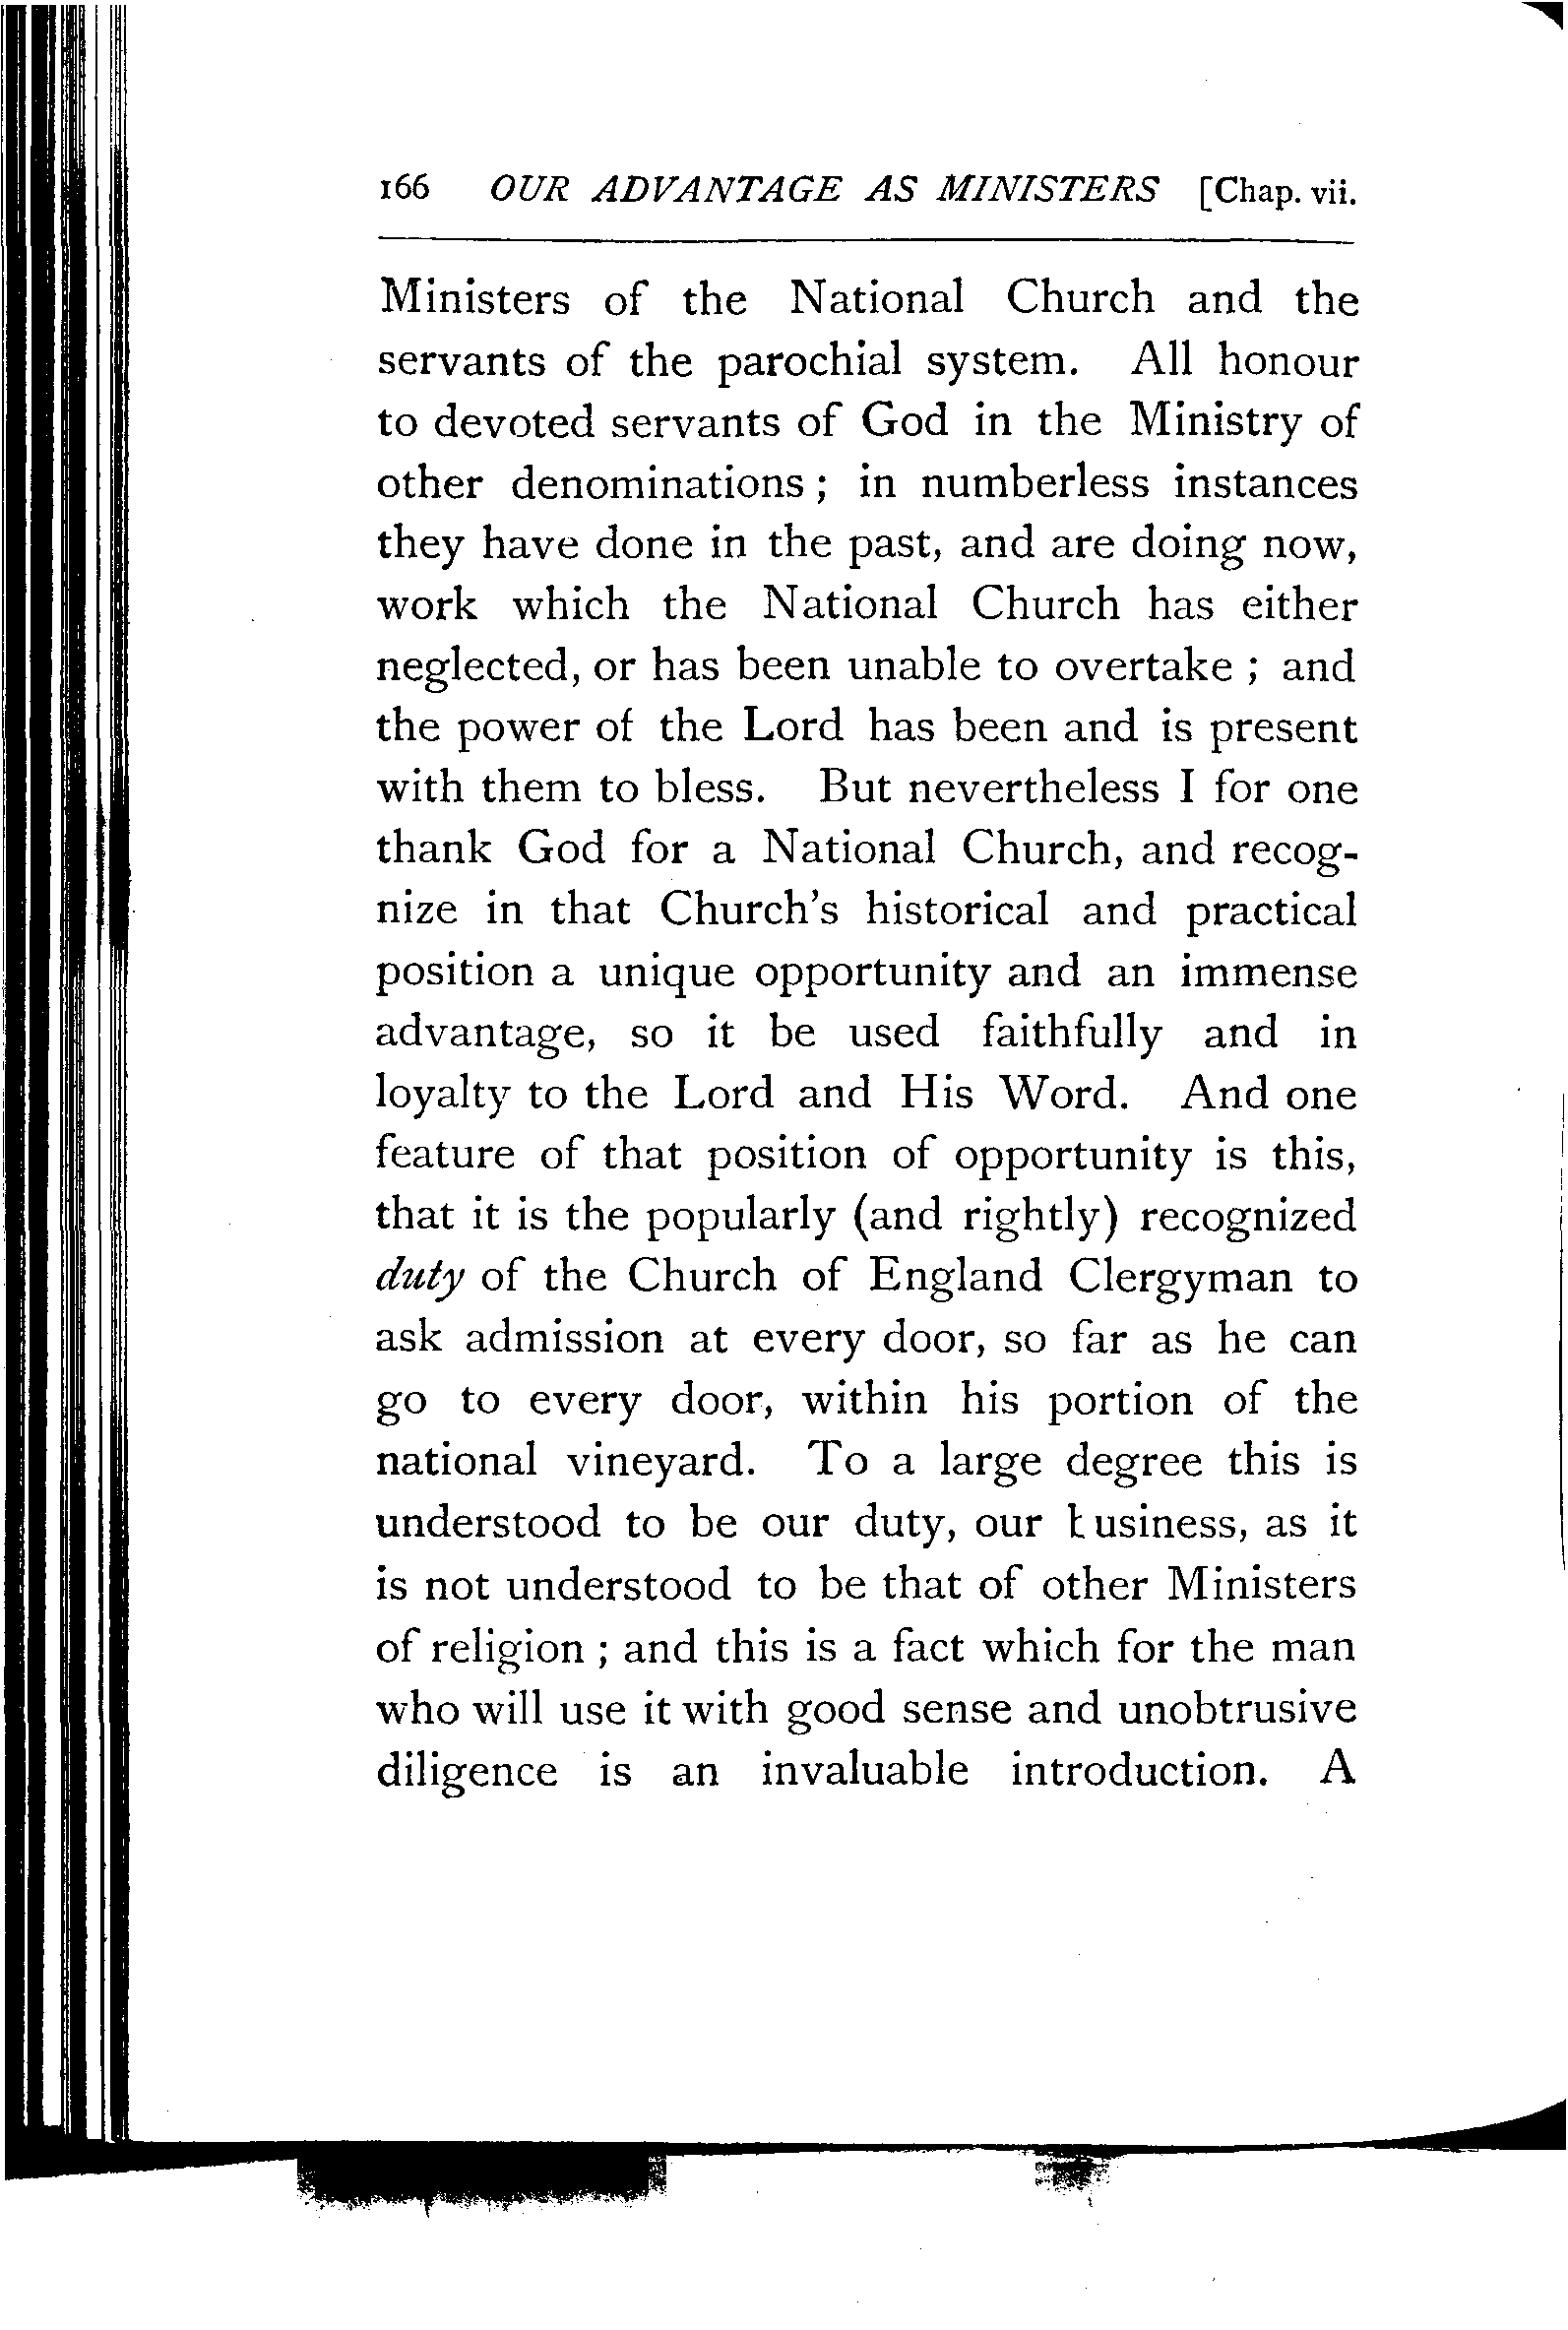 166 OUR ADVANTAGE AS MINISTERS [Chap. vii.
Ministers of the National Church and the
servants of the parochial system. All honour
to devoted servants of God in the Ministry of
other denominations ; in numberless instances
they have done in the past, and are doing now,
work which the National Church has either
neglected, or has been unable to overtake ; and
the power of the Lord has been and is present
with them to bless. But nevertheless I for one
thank God for a National Church, and recog-
nize in that Church's historical and practical
position a unique opportunity and an immense
advantage, so it be used faithfully and in
loyalty to the Lord and His Word. And one
feature of that position of opportunity is this,
that it is the popularly (and rightly) recognized
duty of the Church of England Clergyman to
ask admission at every door, so far as he can
go to every door, within his portion of the
national vineyard. To a large degree this is
understood to be our duty, our business, as it
is not understood to be that of other Ministers
of religion ; and this is a fact which for the man
who will use it with good sense and unobtrusive
diligence is an invaluable introduction. A